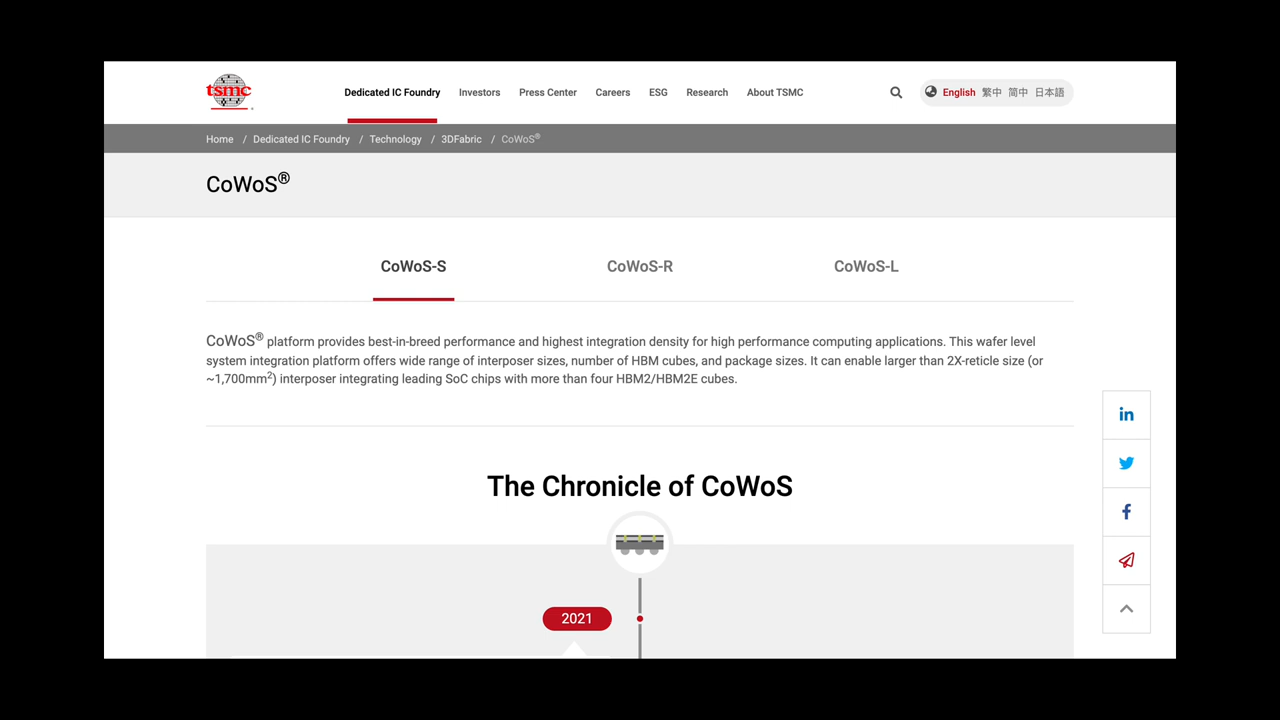 tsmc
Dedicated IC Foundry Investors Press Center Careers ESG Research About TSMC
English 繁中 简中 日本語
Home / Dedicated IC Foundry / Technology / 3DFabric / CoWoS®
CoWoS®
CoWoS-S CoWoS-R CoWoS-L
CoWoS® platform provides best-in-breed performance and highest integration density for high performance computing applications. This wafer level
system integration platform offers wide range of interposer sizes, number of HBM cubes, and package sizes. It can enable larger than 2X-reticle size (or
~1,700mm²) interposer integrating leading SoC chips with more than four HBM2/HBM2E cubes.
The Chronicle of CoWoS
2021